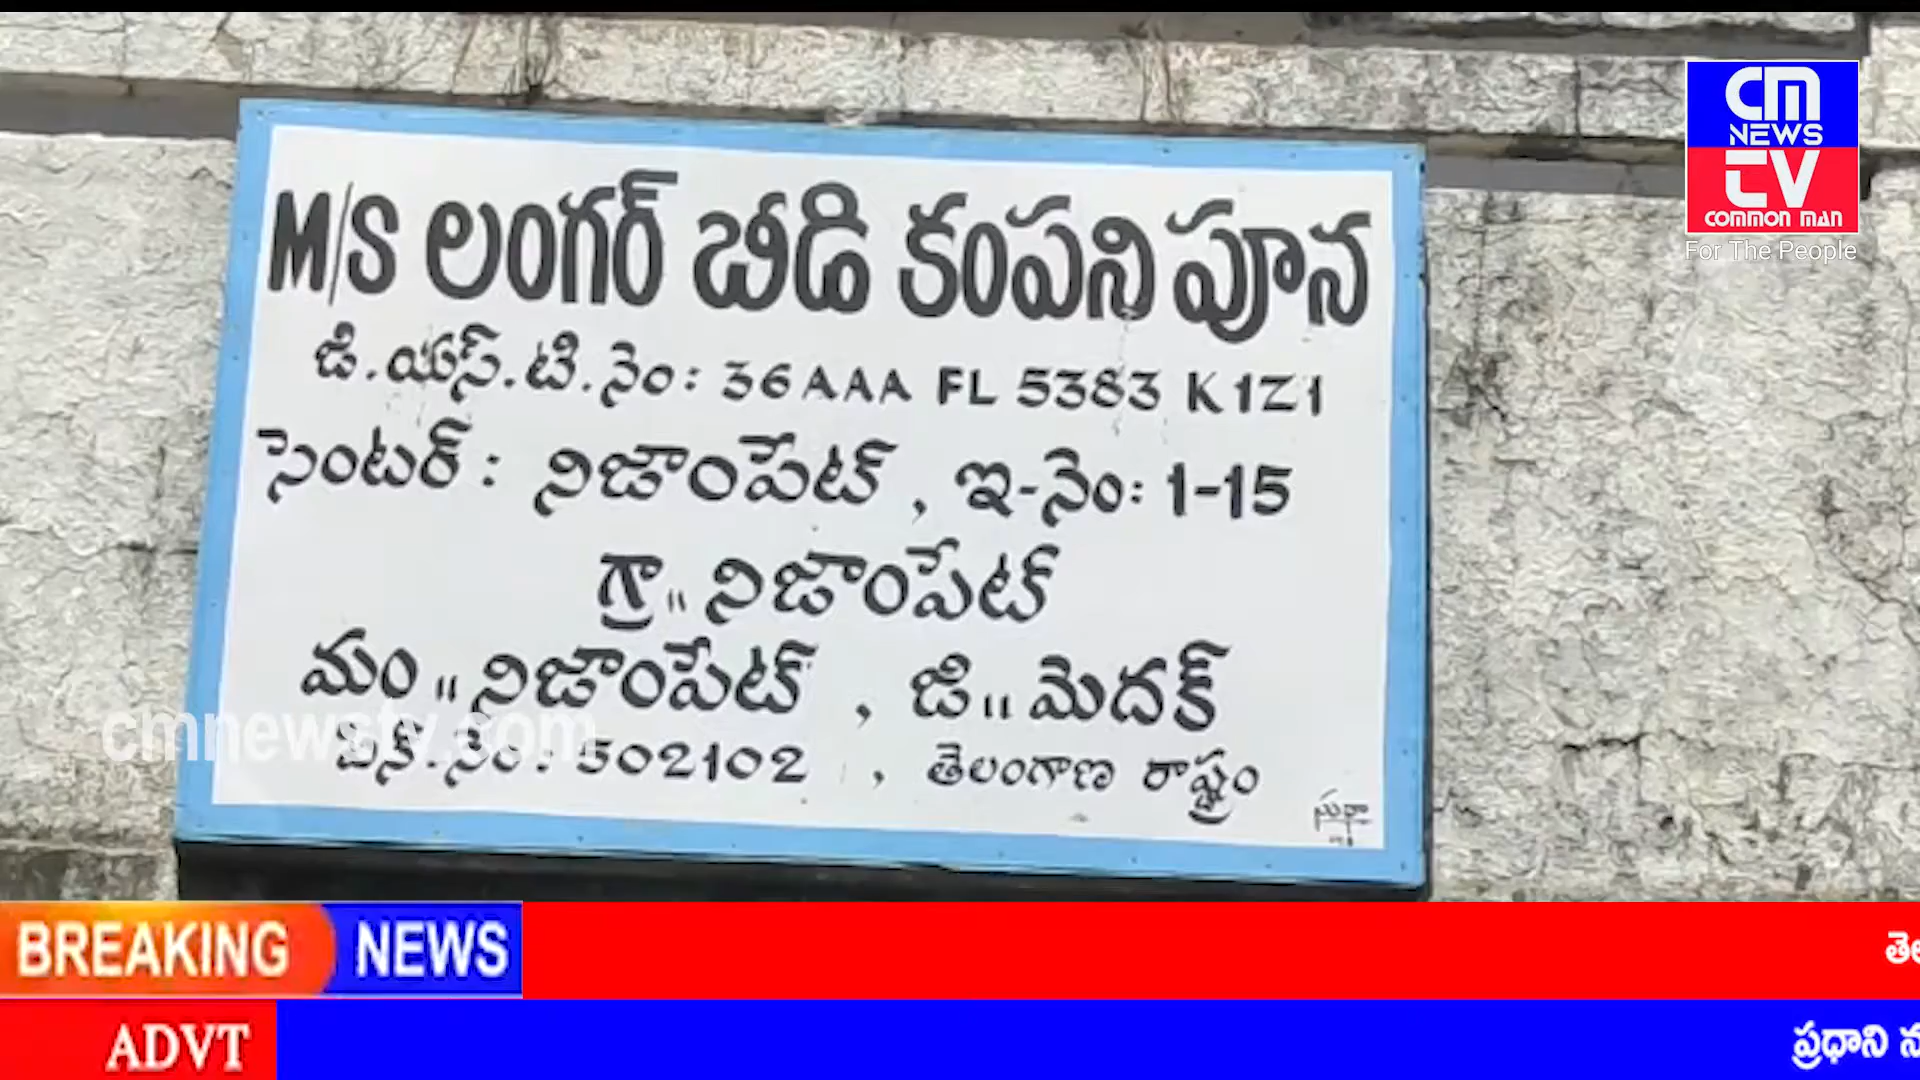 CM
NEWS
TV
COMMON MAN
For The People
M/S లంగర్ బీడి కంపని పూన
డి.యస్.టి.నెం: 36AAA FL 5383 K1Z1
సెంటర్ : నిజాంపేట్ , ఇ-నెం: 1-15
గ్రా॥ నిజాంపేట్
మం॥ నిజాంపేట్ , జి॥ మెదక్
పిన్.నెం: 502102 , తెలంగాణ రాష్ట్రం
సుధా
cmnewstv.com
BREAKING NEWS
ADVT ప్రధాని